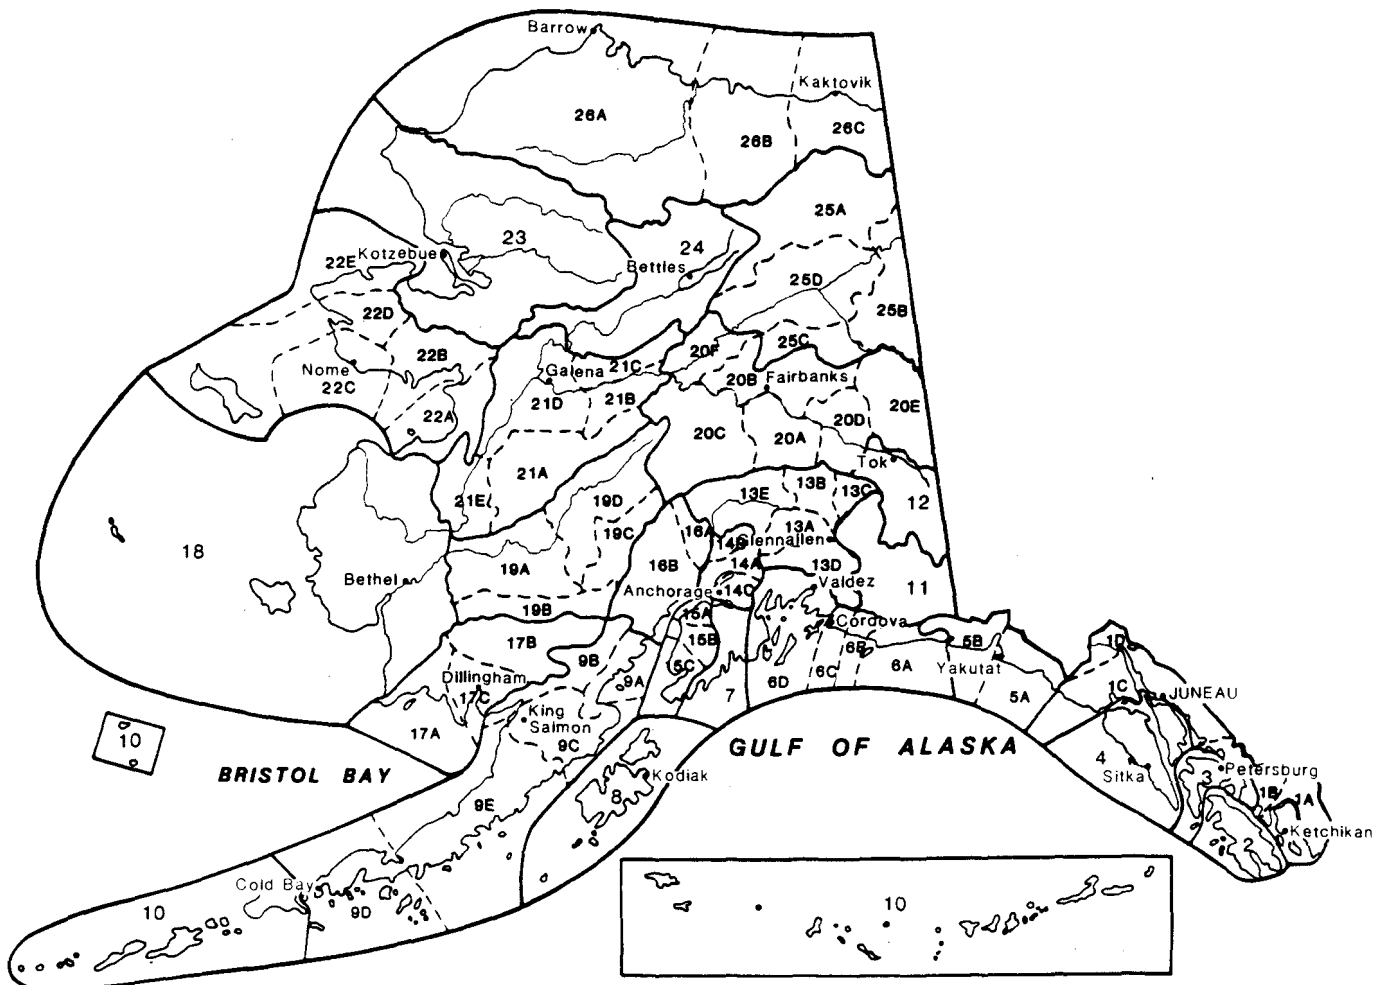 Barrow
Kaktovik
26A
26B
26C
25A
23
24
Kotzebue
22E
Bettles
25D
22D
25B
22B
20F
25C
Nome
22C
Galena
21C
20B
Fairbanks
21D
21B
22A
20E
20D
20C
20A
21A
Tok
21E
19D
13E
13B
13C
12
19C
16A
13A
14B
Glennallen
18
19A
16B
14A
13D
Bethel
Anchorage
14C
Valdez
11
19B
15A
Cordova
17B
15B
6B
5B
1D
9B
5C
6A
Yakutat
Dillingham
17C
9A
6D
6C
7
5A
1C
JUNEAU
King
Salmon
17A
9C
10
BRISTOL BAY
GULF OF ALASKA
4
Sitka
3
Petersburg
Kodiak
8
9E
1B
1A
Ketchikan
2
Cold Bay
10
9D
10